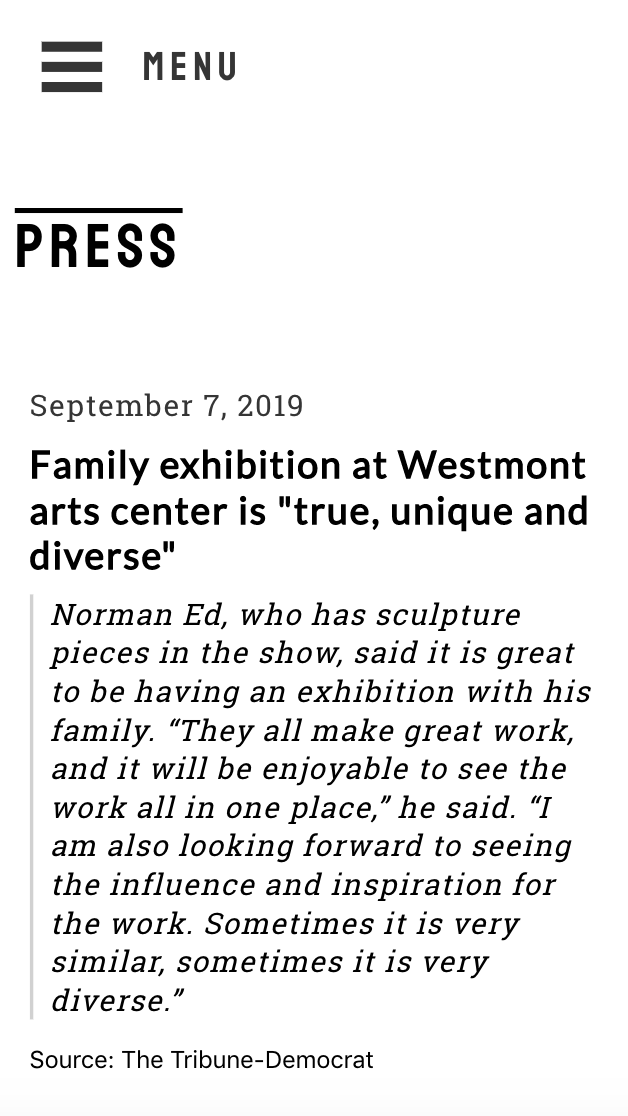 MENU
PRESS
September 7, 2019
Family exhibition at Westmont
arts center is "true, unique and
diverse"
Norman Ed, who has sculpture
pieces in the show, said it is great
to be having an exhibition with his
family. “They all make great work,
and it will be enjoyable to see the
work all in one place,” he said. “I
am also looking forward to seeing
the influence and inspiration for
the work. Sometimes it is very
similar, sometimes it is very
diverse.”
Source: The Tribune-Democrat